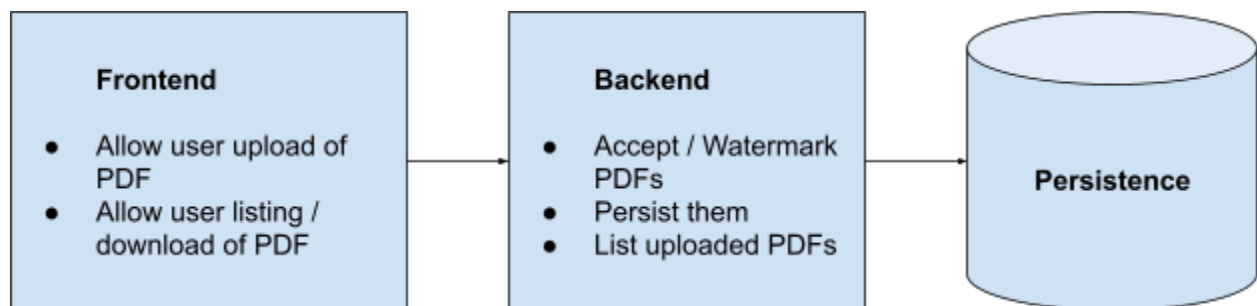 Frontend
● Allow user upload of
PDF
● Allow user listing /
download of PDF
Backend
● Accept / Watermark
PDFs
● Persist them
● List uploaded PDFs
Persistence